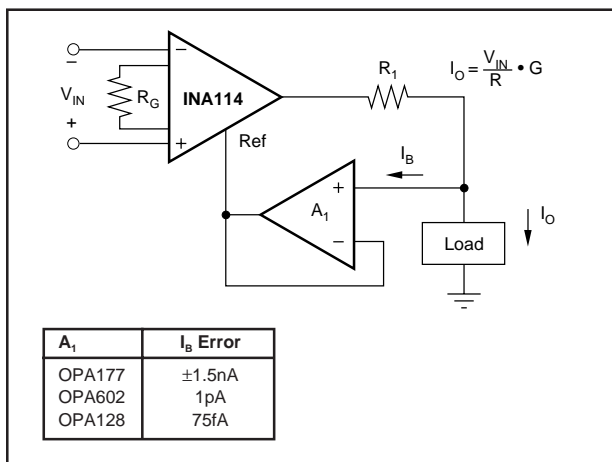 −
V_IN
+
R_G
−
INA114
+
Ref
R_1
I_O = V_IN / R • G
I_B
+
A_1
−
Load
I_O
A_1 I_B Error
OPA177 ±1.5nA
OPA602 1pA
OPA128 75fA